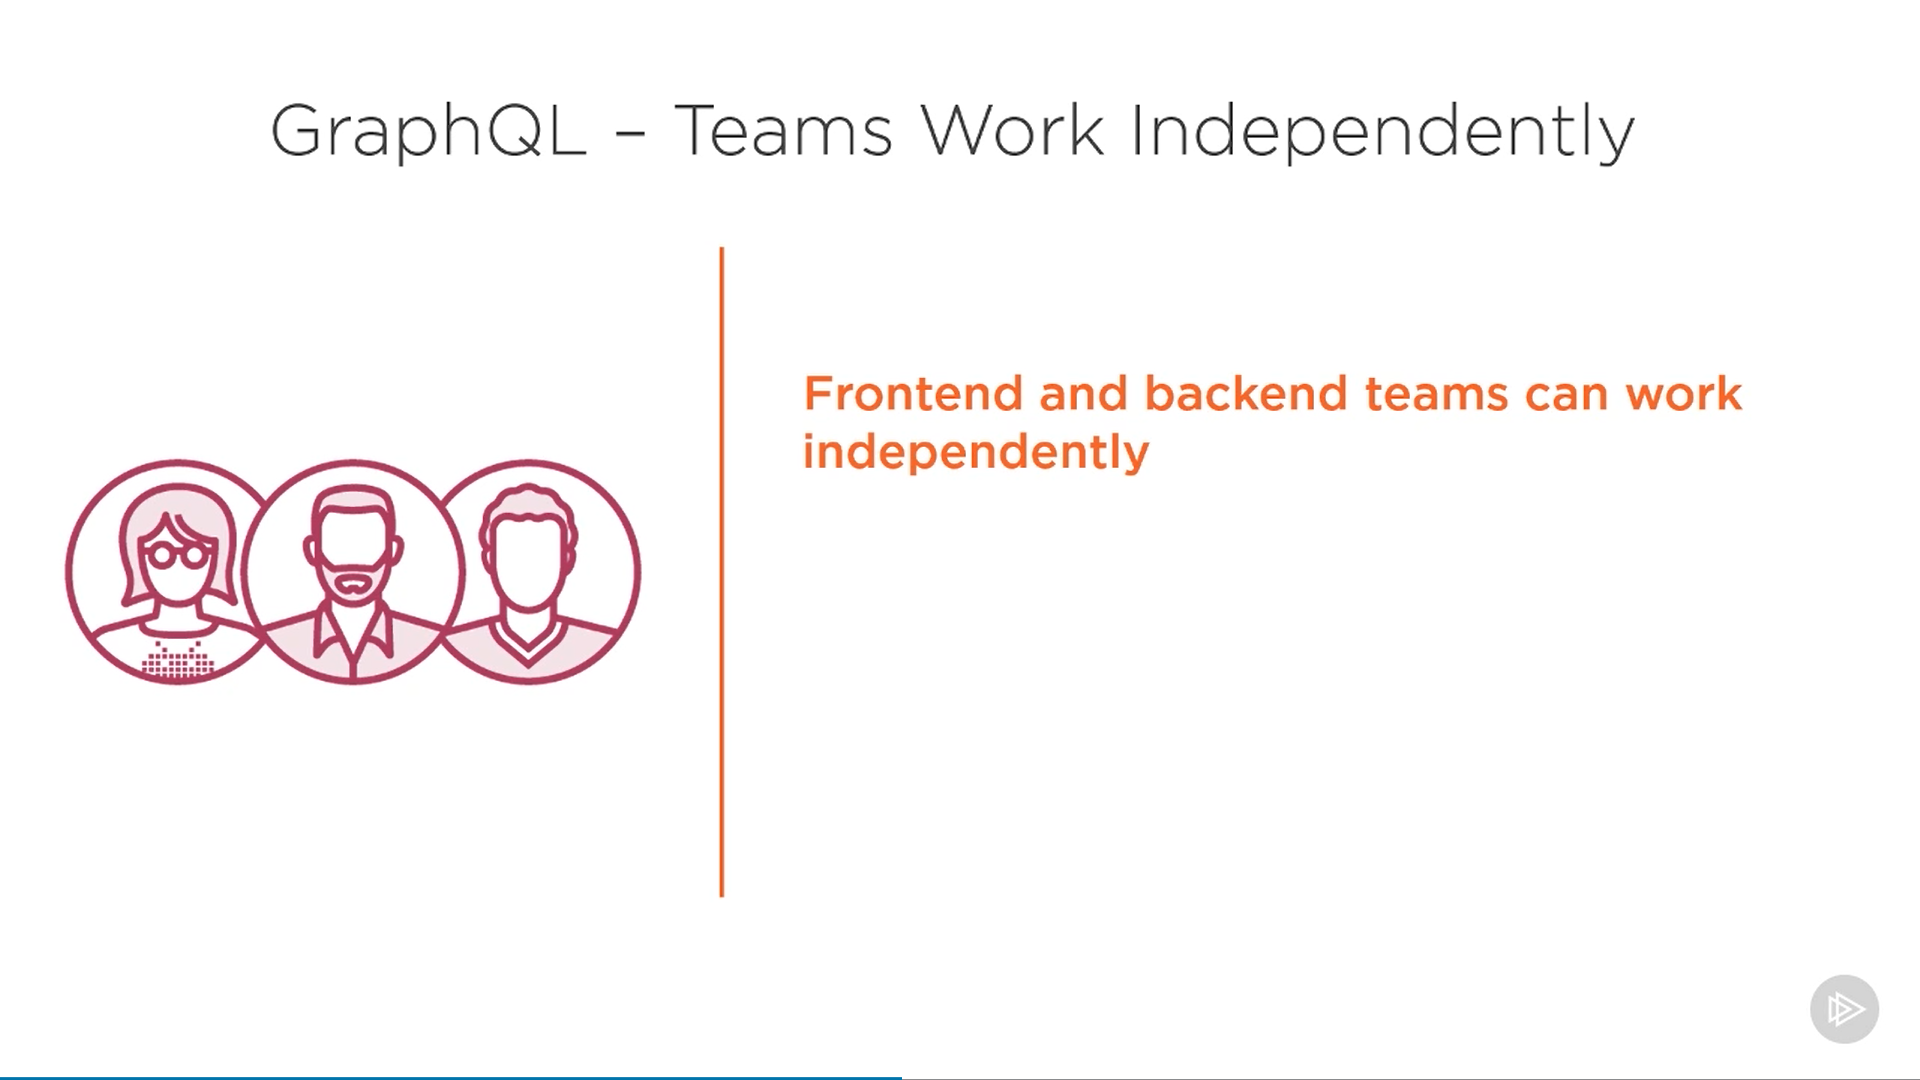 GraphQL – Teams Work Independently
Frontend and backend teams can work
independently